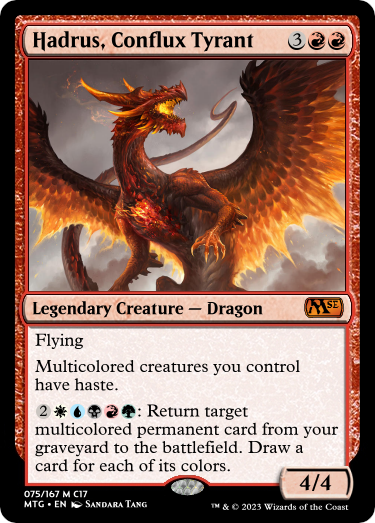 Hadrus, Conflux Tyrant 3
Legendary Creature — Dragon MSE
Flying
Multicolored creatures you control
have haste.
2 : Return target
multicolored permanent card from your
graveyard to the battlefield. Draw a
card for each of its colors.
4/4
075/167 M C17
MTG • EN Sandara Tang
™ & © 2023 Wizards of the Coast